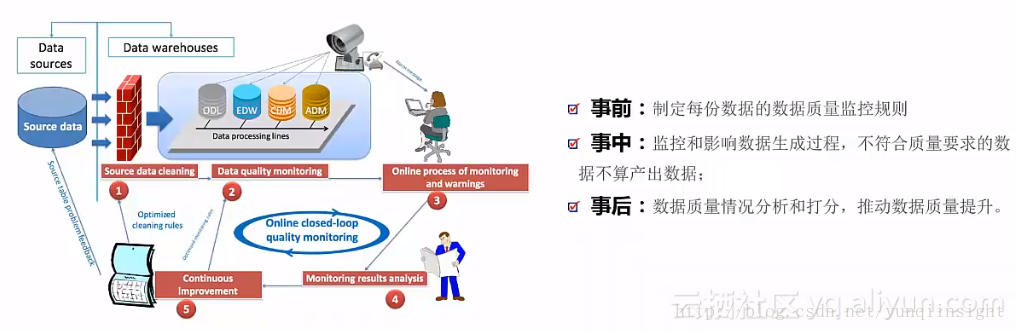 Data
sources
Data warehouses
Source data
ODL
EDW
CDM
ADM
Data processing lines
Source data cleaning
Data quality monitoring
Online process of monitoring
and warnings
1
2
3
Source table problem feedback
Optimized
cleaning rules
Optimized monitoring rules
Online closed-loop
quality monitoring
Continuous
Improvement
Monitoring results analysis
5
4
事前：制定每份数据的数据质量监控规则
事中：监控和影响数据生成过程，不符合质量要求的数
据不算产出数据；
事后：数据质量情况分析和打分，推动数据质量提升。
云栖社区 yq.aliyun.com
http://blog.csdn.net/yunqiinsight